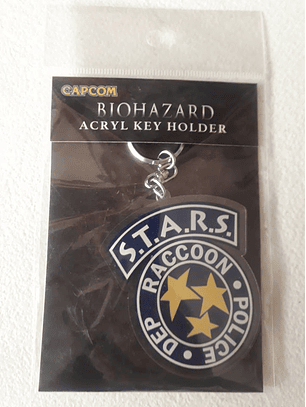 CAPCOM
BIOHAZARD
ACRYL KEY HOLDER
S.T.A.R.S.
RACCOON • POLICE • DEP •